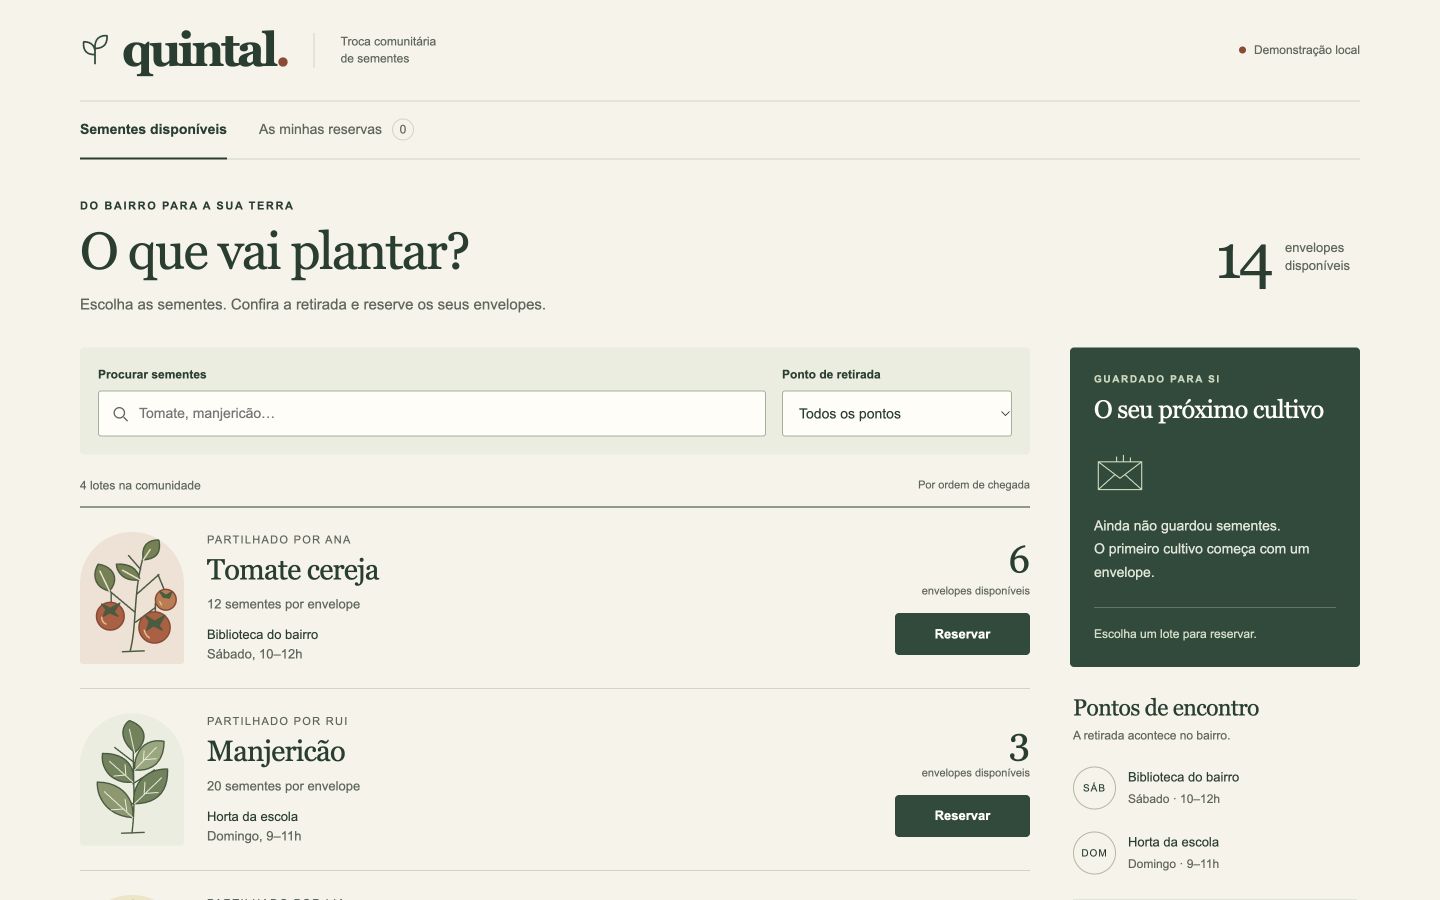 quintal.
Troca comunitária
de sementes
Demonstração local
Sementes disponíveis
As minhas reservas 0
DO BAIRRO PARA A SUA TERRA
O que vai plantar?
Escolha as sementes. Confira a retirada e reserve os seus envelopes.
14
envelopes
disponíveis
Procurar sementes
Tomate, manjericão…
Ponto de retirada
Todos os pontos
4 lotes na comunidade
Por ordem de chegada
PARTILHADO POR ANA
Tomate cereja
12 sementes por envelope
Biblioteca do bairro
Sábado, 10–12h
6
envelopes disponíveis
Reservar
PARTILHADO POR RUI
Manjericão
20 sementes por envelope
Horta da escola
Domingo, 9–11h
3
envelopes disponíveis
Reservar
GUARDADO PARA SI
O seu próximo cultivo
Ainda não guardou sementes.
O primeiro cultivo começa com um
envelope.
Escolha um lote para reservar.
Pontos de encontro
A retirada acontece no bairro.
SÁB
Biblioteca do bairro
Sábado · 10–12h
DOM
Horta da escola
Domingo · 9–11h